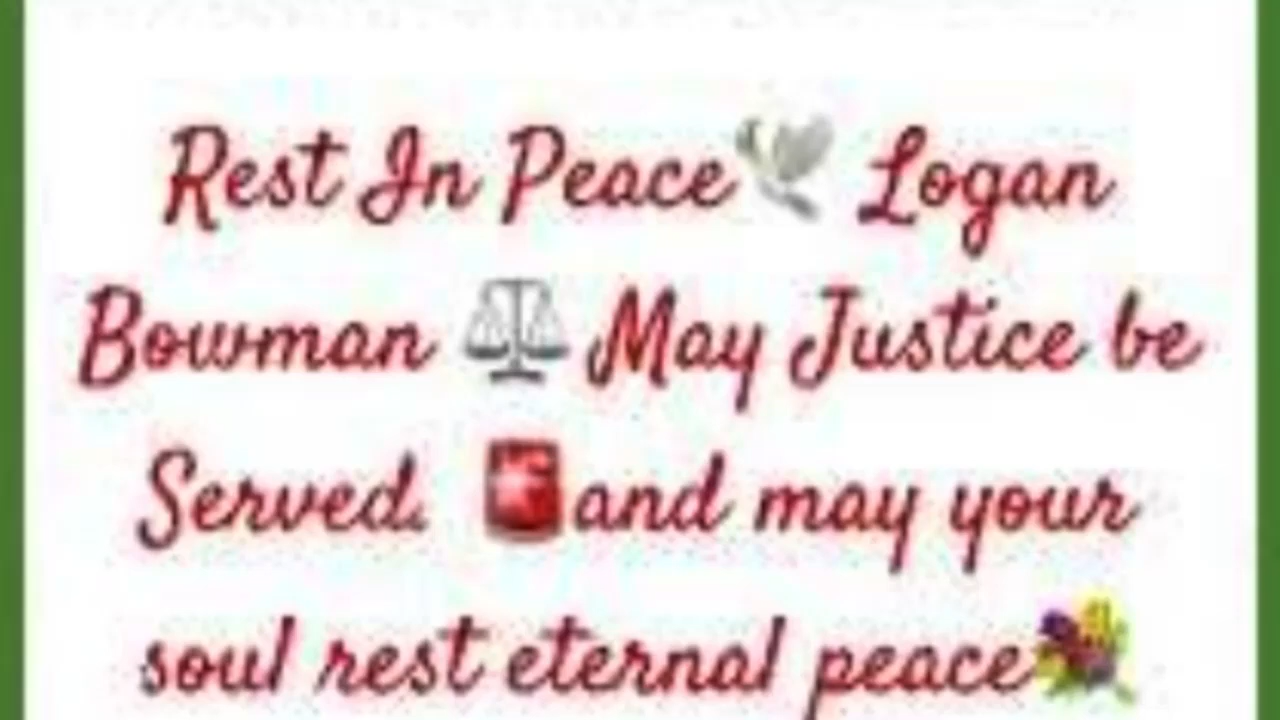 Rest In Peace🕊 Logan
Bowman ⚖May Justice be
Served. 🚨and may your
soul rest eternal peace💐